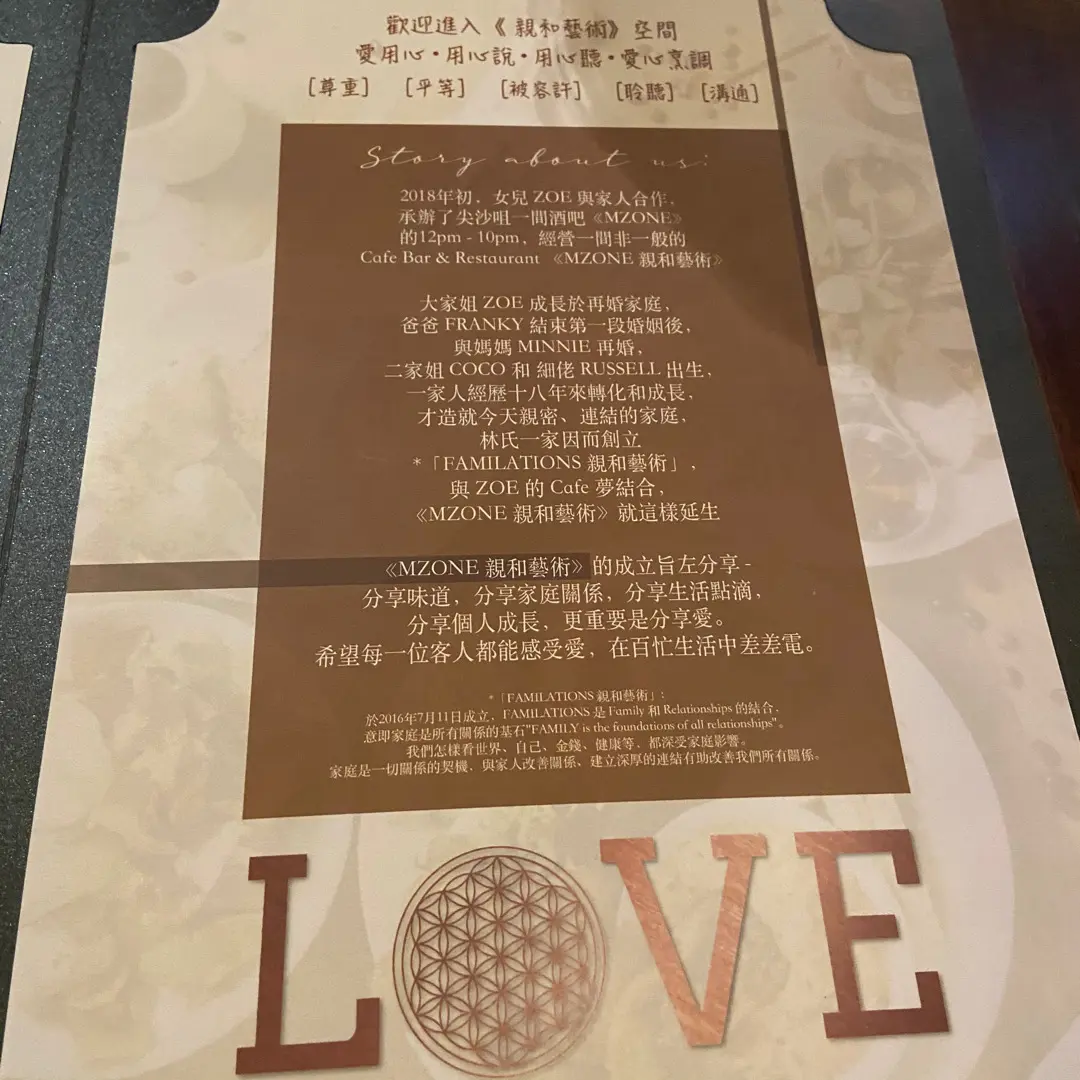 歡迎進入《親和藝術》空間
愛用心・用心說・用心聽・愛心烹調
[尊重] [平等] [被容許] [聆聽] [溝通]
Story about us:
2018年初，女兒 ZOE 與家人合作，
承辦了尖沙咀一間酒吧《MZONE》
的12pm - 10pm，經營一間非一般的
Cafe Bar & Restaurant 《MZONE 親和藝術》
大家姐 ZOE 成長於再婚家庭，
爸爸 FRANKY 結束第一段婚姻後，
與媽媽 MINNIE 再婚，
二家姐 COCO 和 細佬 RUSSELL 出生，
一家人經歷十八年來轉化和成長，
才造就今天親密、連結的家庭，
林氏一家因而創立
*「FAMILATIONS 親和藝術」，
與 ZOE 的 Cafe 夢結合，
《MZONE 親和藝術》就這樣延生
《MZONE 親和藝術》的成立旨左分享 -
分享味道，分享家庭關係，分享生活點滴，
分享個人成長，更重要是分享愛。
希望每一位客人都能感受愛，在百忙生活中差差電。
*「FAMILATIONS 親和藝術」：
於2016年7月11日成立，FAMILATIONS 是 Family 和 Relationships 的結合，
意即家庭是所有關係的基石"FAMILY is the foundations of all relationships"。
我們怎樣看世界、自己、金錢、健康等，都深受家庭影響。
家庭是一切關係的契機，與家人改善關係、建立深厚的連結有助改善我們所有關係。
LOVE